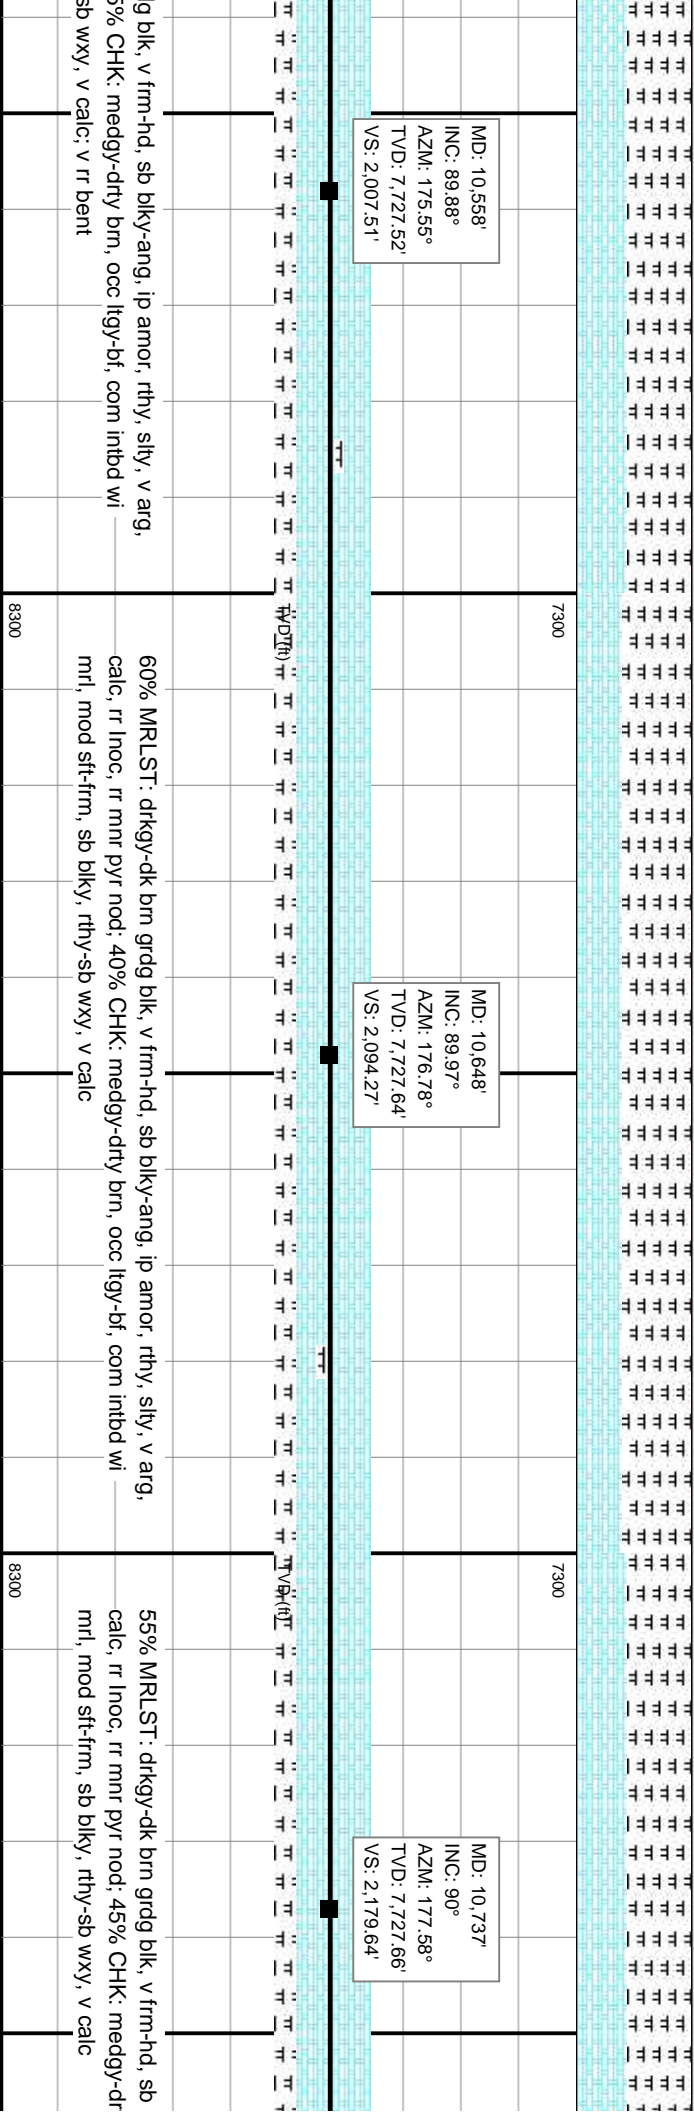 MD: 10,558'
INC: 89.88°
AZM: 175.55°
TVD: 7,727.52'
VS: 2,007.51'
lg blk, v frm-hd, sb blky-ang, ip amor, rthy, slty, v arg,
5% CHK: medgy-drty brn, occ ltgy-bf, com intbd wi
sb wxy, v calc; v rr bent
7300
TVD (ft)
8300
MD: 10,648'
INC: 89.97°
AZM: 176.78°
TVD: 7,727.64'
VS: 2,094.27'
60% MRLST: drkgy-dk brn grdg blk, v frm-hd, sb blky-ang, ip amor, rthy, slty, v arg,
calc, rr Inoc, rr mnr pyr nod; 40% CHK: medgy-drty brn, occ ltgy-bf, com intbd wi
mrl, mod sft-frm, sb blky, rthy-sb wxy, v calc
7300
TVD (ft)
8300
MD: 10,737'
INC: 90°
AZM: 177.58°
TVD: 7,727.66'
VS: 2,179.64'
55% MRLST: drkgy-dk brn grdg blk, v frm-hd, sb
calc, rr Inoc, rr mnr pyr nod; 45% CHK: medgy-dr
mrl, mod sft-frm, sb blky, rthy-sb wxy, v calc